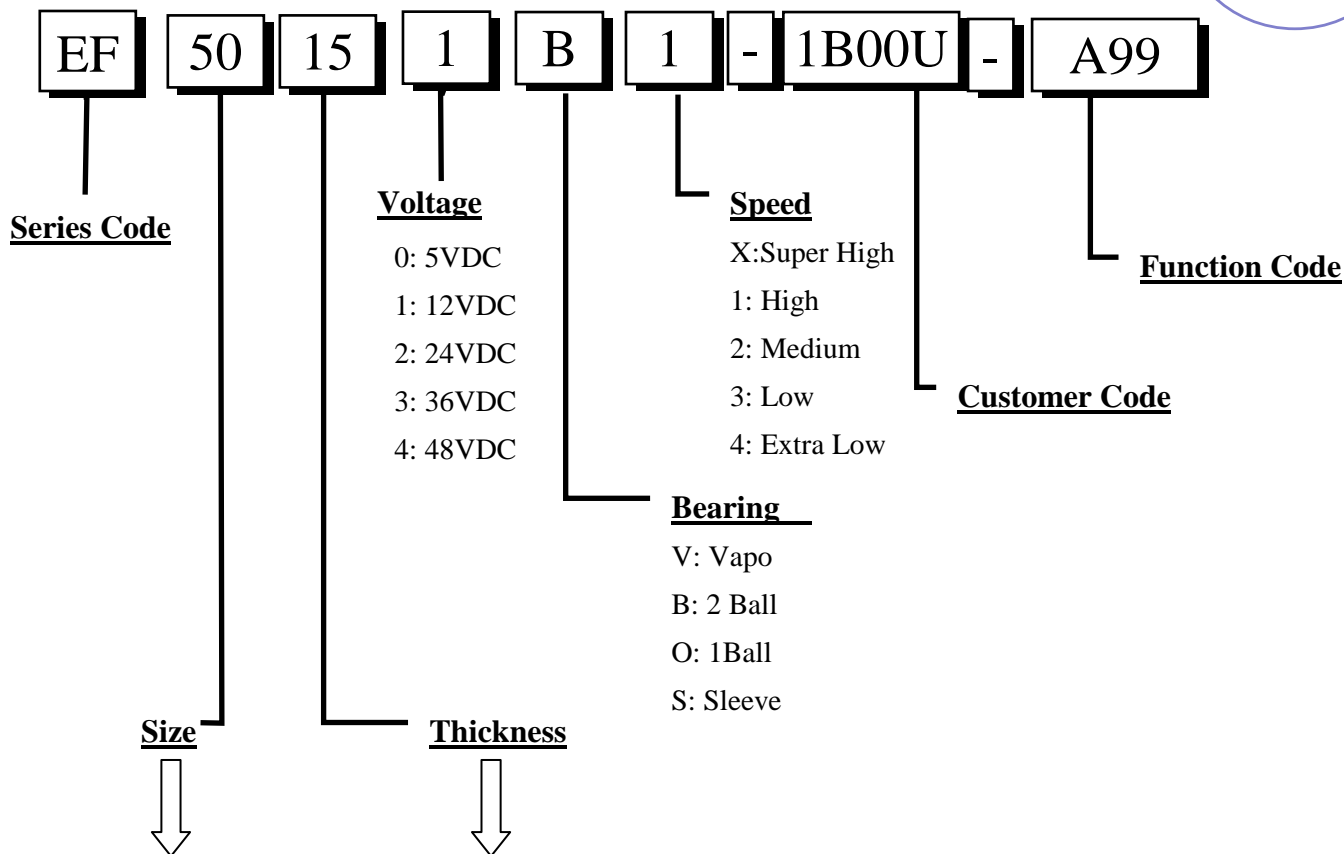 EF 50 15 1 B 1 - 1B00U - A99
Series Code
Voltage
0: 5VDC
1: 12VDC
2: 24VDC
3: 36VDC
4: 48VDC
Speed
X:Super High
1: High
2: Medium
3: Low
4: Extra Low
Function Code
Customer Code
Bearing
V: Vapo
B: 2 Ball
O: 1Ball
S: Sleeve
Size
Thickness